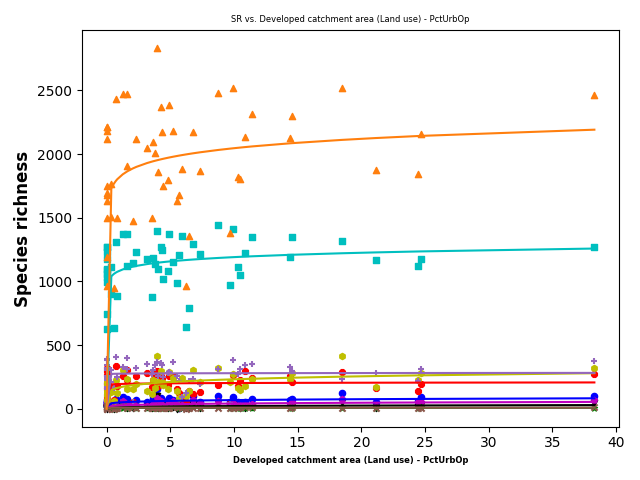 SR vs. Developed catchment area (Land use) - PctUrbOp
Species richness
2500
2000
1500
1000
500
0
0 5 10 15 20 25 30 35 40
Developed catchment area (Land use) - PctUrbOp